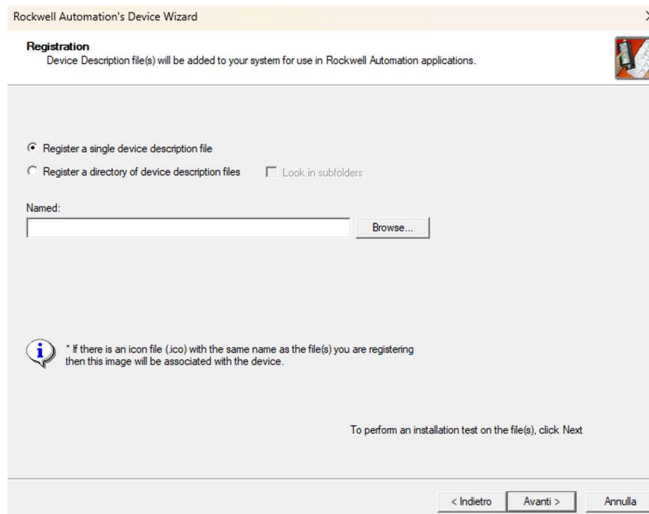 Rockwell Automation's Device Wizard
Registration
Device Description file(s) will be added to your system for use in Rockwell Automation applications.
Register a single device description file
Register a directory of device description files
Look in subfolders
Named:
Browse...
* If there is an icon file (.ico) with the same name as the file(s) you are registering
then this image will be associated with the device.
To perform an installation test on the file(s), click Next
< Indietro
Avanti >
Annulla